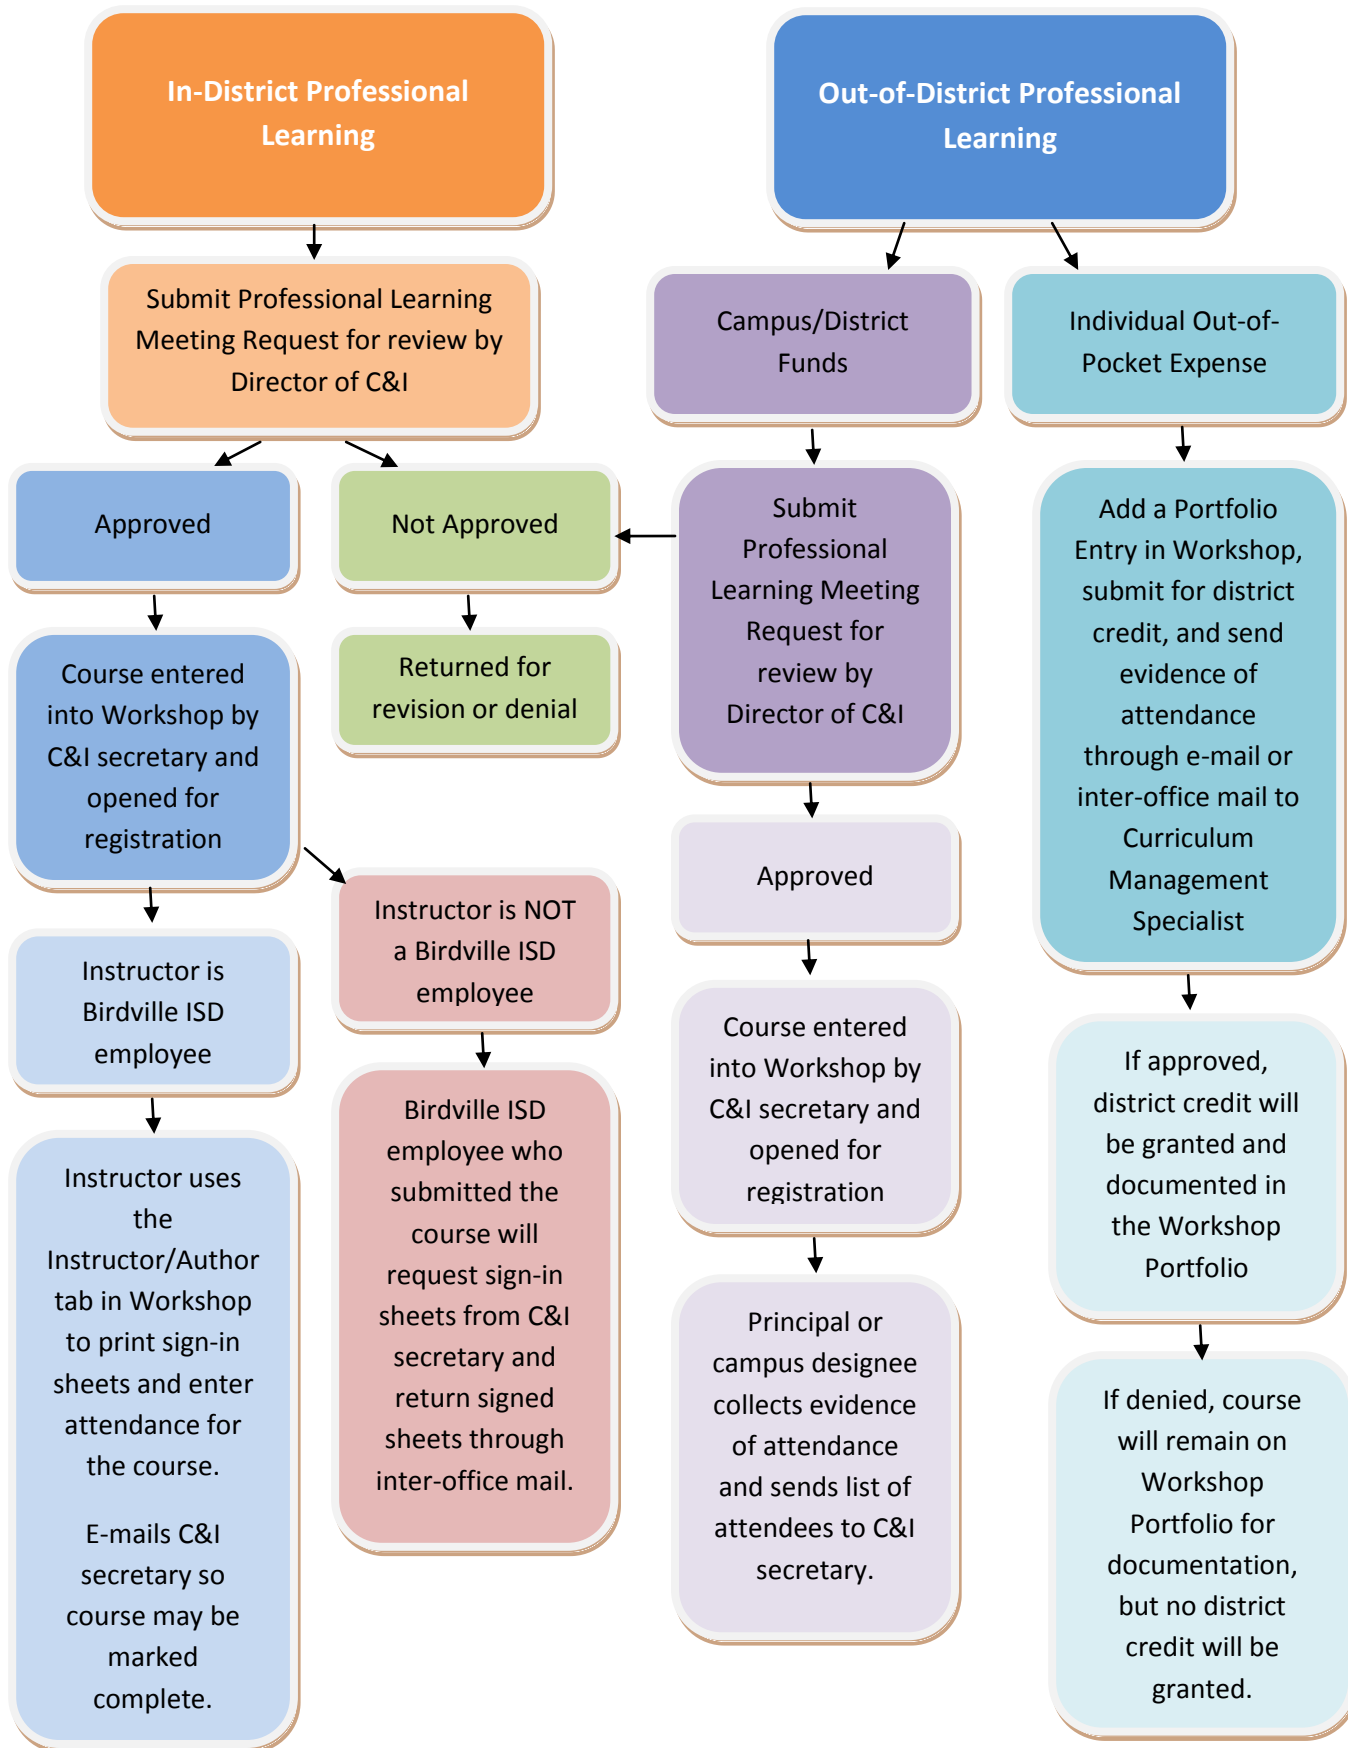 In-District Professional
Learning
Out-of-District Professional
Learning
Submit Professional Learning
Meeting Request for review by
Director of C&I
Campus/District
Funds
Individual Out-of-
Pocket Expense
Approved
Not Approved
Submit
Professional
Learning Meeting
Request for
review by
Director of C&I
Add a Portfolio
Entry in Workshop,
submit for district
credit, and send
evidence of
attendance
through e-mail or
inter-office mail to
Curriculum
Management
Specialist
Course entered
into Workshop by
C&I secretary and
opened for
registration
Returned for
revision or denial
Approved
Instructor is
Birdville ISD
employee
Instructor is NOT
a Birdville ISD
employee
Course entered
into Workshop by
C&I secretary and
opened for
registration
If approved,
district credit will
be granted and
documented in
the Workshop
Portfolio
Instructor uses
the
Instructor/Author
tab in Workshop
to print sign-in
sheets and enter
attendance for
the course.
E-mails C&I
secretary so
course may be
marked
complete.
Birdville ISD
employee who
submitted the
course will
request sign-in
sheets from C&I
secretary and
return signed
sheets through
inter-office mail.
Principal or
campus designee
collects evidence
of attendance
and sends list of
attendees to C&I
secretary.
If denied, course
will remain on
Workshop
Portfolio for
documentation,
but no district
credit will be
granted.